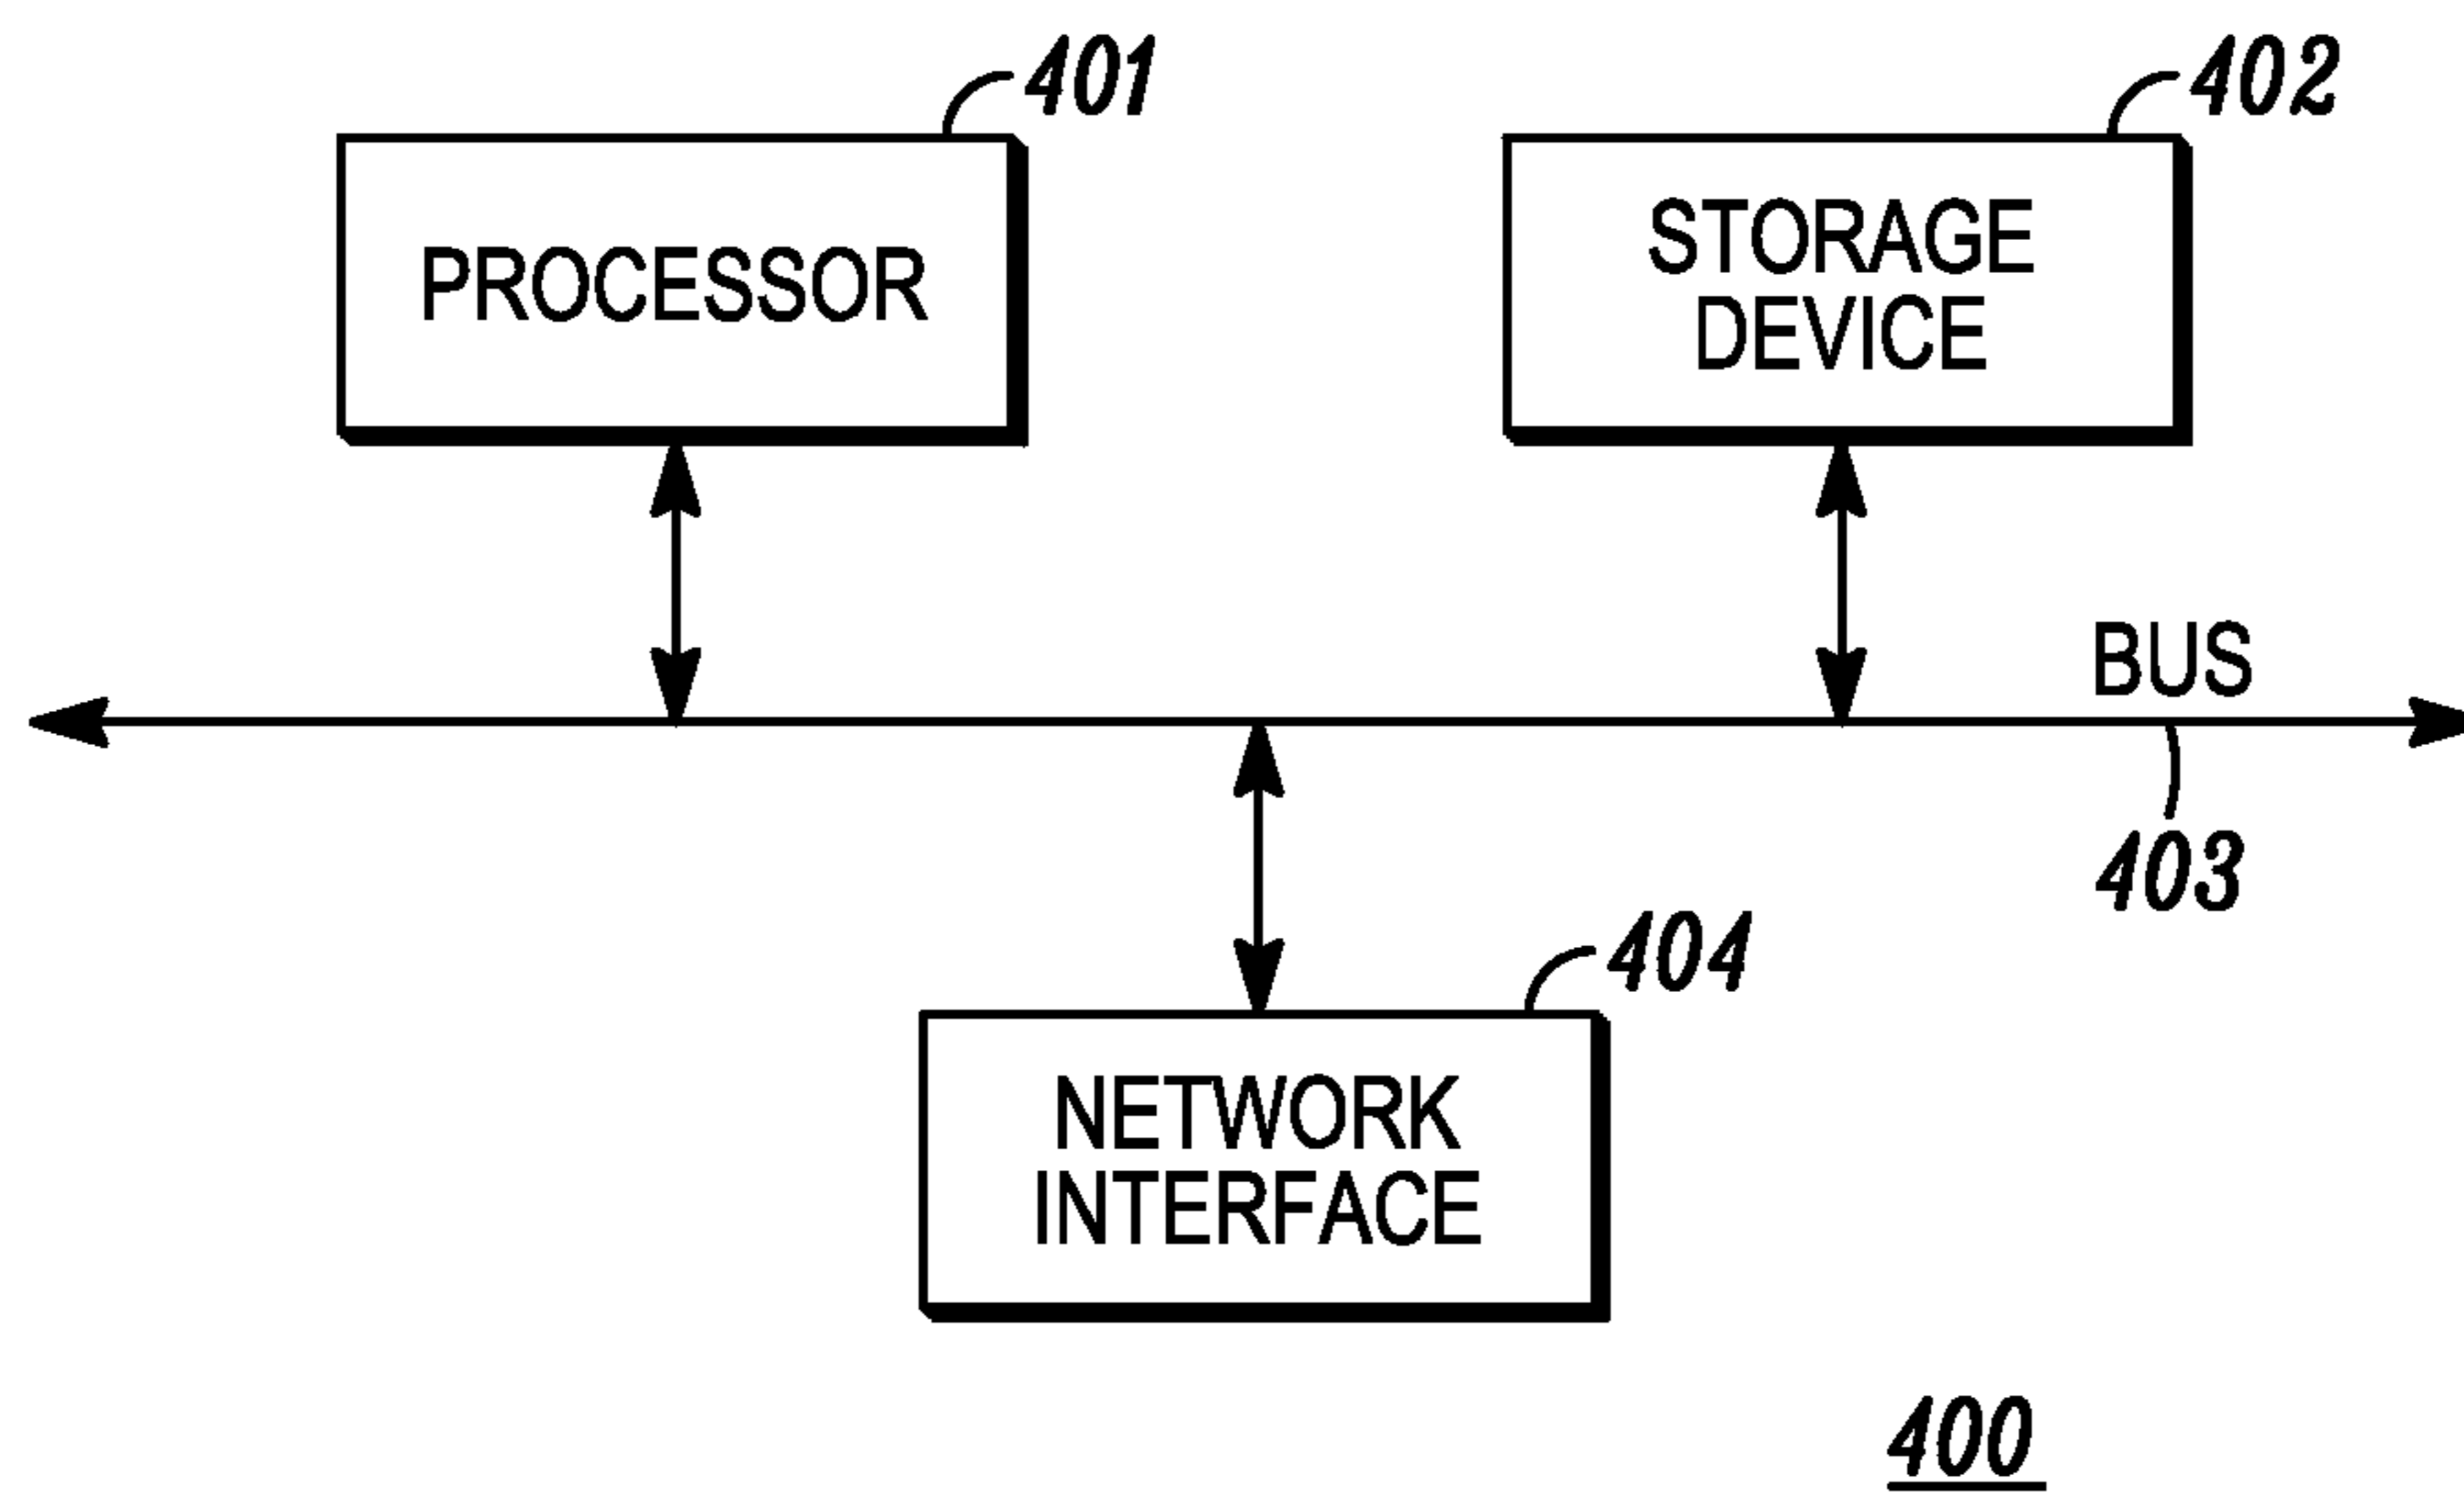 401
402
PROCESSOR
STORAGE
DEVICE
BUS
403
404
NETWORK
INTERFACE
400